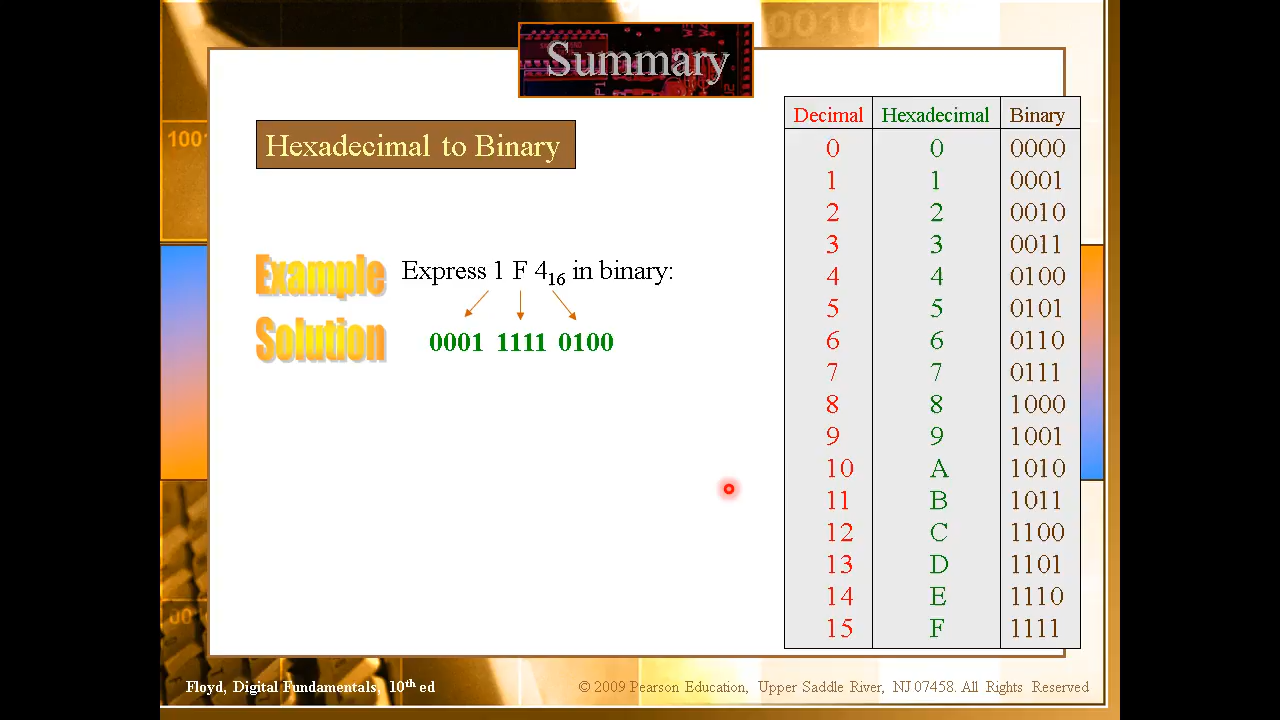 Summary
Hexadecimal to Binary
Example Express 1 F 4₁₆ in binary:
Solution 0001 1111 0100
Decimal Hexadecimal Binary
0 0 0000
1 1 0001
2 2 0010
3 3 0011
4 4 0100
5 5 0101
6 6 0110
7 7 0111
8 8 1000
9 9 1001
10 A 1010
11 B 1011
12 C 1100
13 D 1101
14 E 1110
15 F 1111
Floyd, Digital Fundamentals, 10th ed
© 2009 Pearson Education, Upper Saddle River, NJ 07458. All Rights Reserved